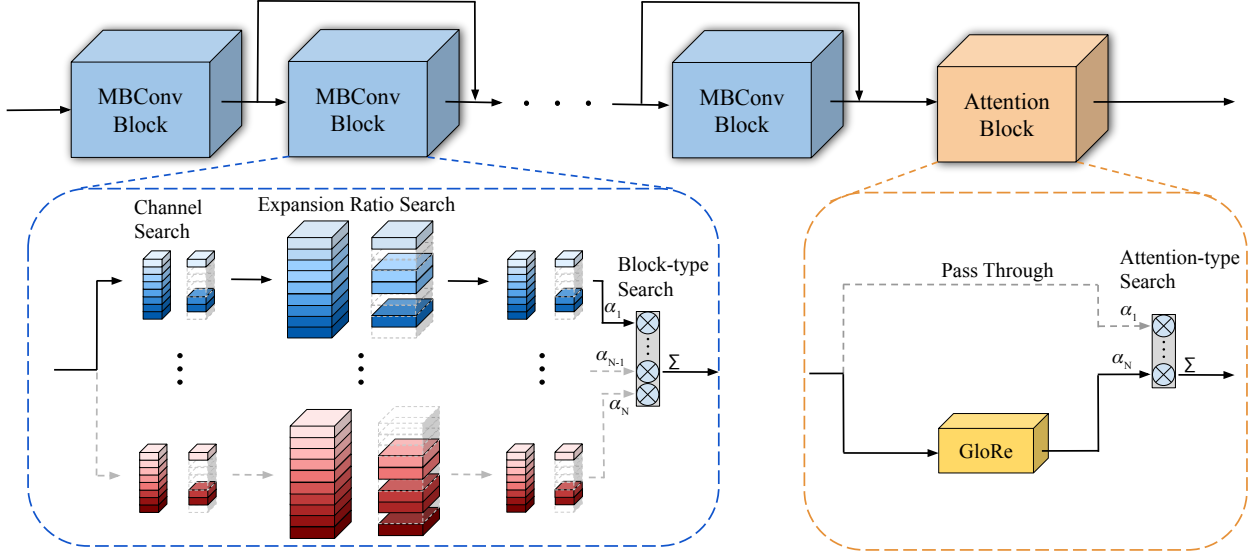 MBConv
Block
MBConv
Block
· · · ·
MBConv
Block
Attention
Block
Channel
Search
Expansion Ratio Search
Block-type
Search
α1
αN-1
αN
Σ
Pass Through
Attention-type
Search
α1
αN
Σ
GloRe